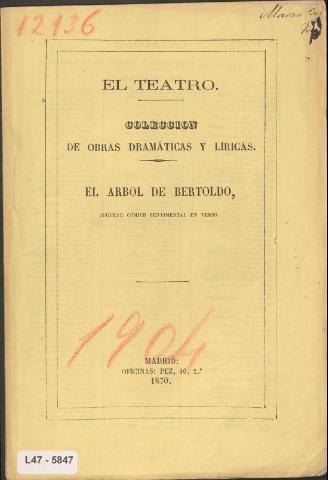 12136
EL TEATRO.
COLECCION
DE OBRAS DRAMÁTICAS Y LÍRICAS.
EL ARBOL DE BERTOLDO,
JUGUETE CÓMICO SENTIMENTAL EN VERSO.
1904
MADRID:
OFICINAS: PEZ, 40, 2.º
1870.
L47 - 5847